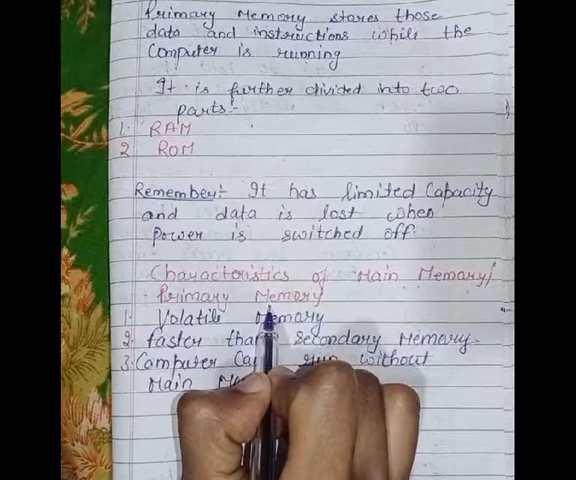 Primary Memory stores those
data and instructions while the
Computer is running
It is further divided into two
parts:-
1. RAM
2. ROM
Remember:- It has limited Capacity
and data is lost when
power is switched off.
Characteristics of Main Memory/
Primary Memory
1. Volatile Memory
2. faster than secondary Memory.
3. Computer run without
Main